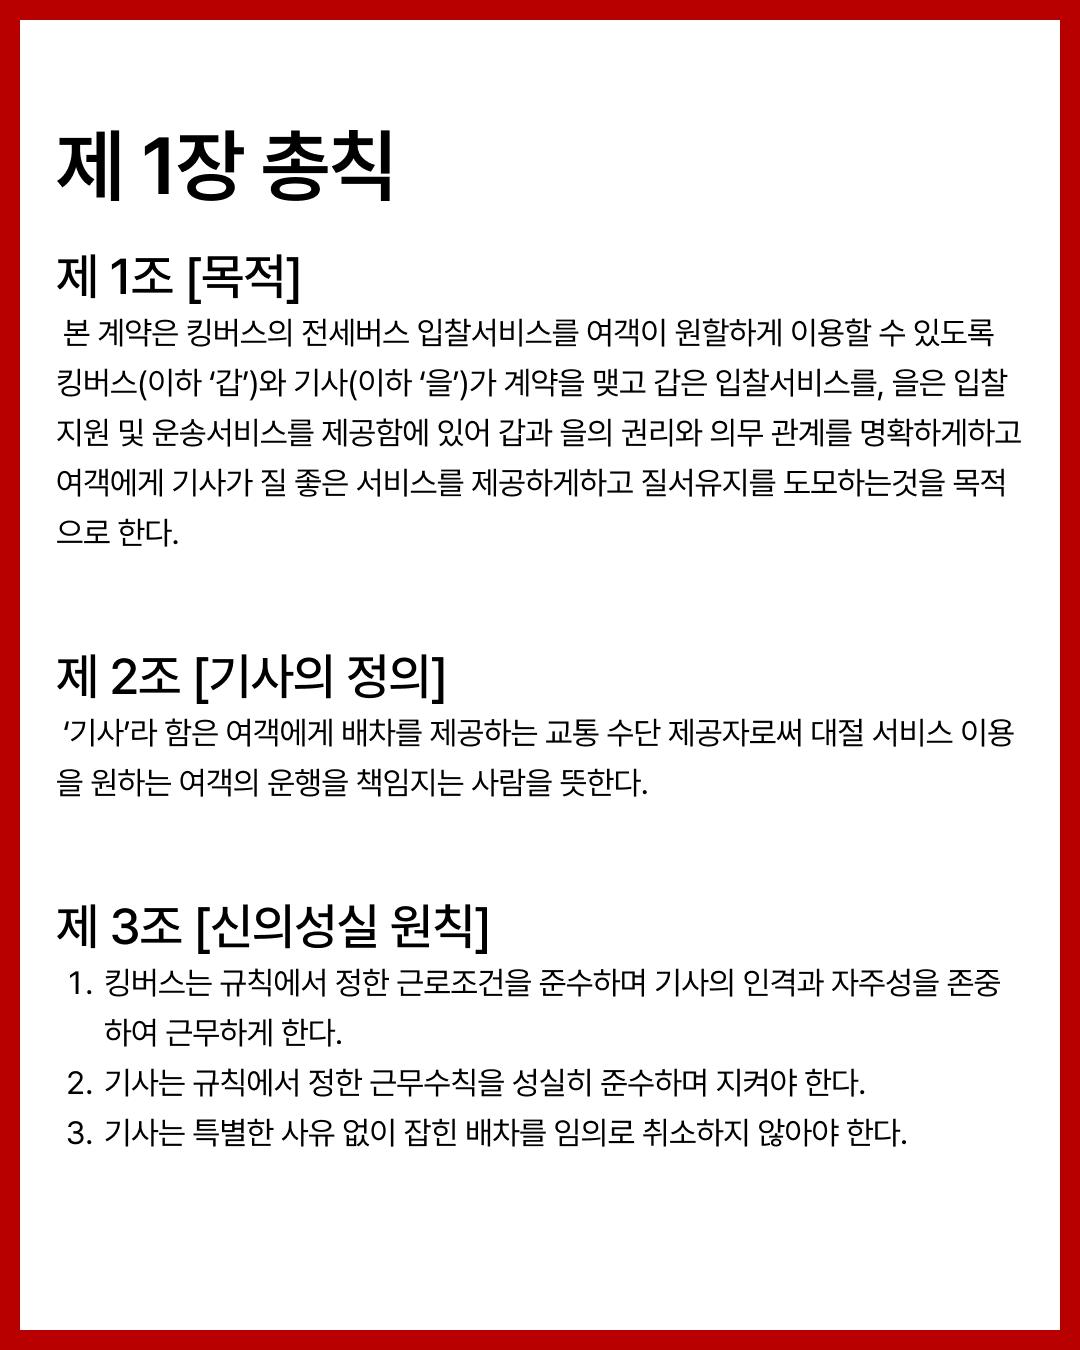 제 1장 총칙
제 1조 [목적]
본 계약은 킹버스의 전세버스 입찰서비스를 여객이 원할하게 이용할 수 있도록
킹버스(이하 ‘갑’)와 기사(이하 ‘을’)가 계약을 맺고 갑은 입찰서비스를, 을은 입찰
지원 및 운송서비스를 제공함에 있어 갑과 을의 권리와 의무 관계를 명확하게하고
여객에게 기사가 질 좋은 서비스를 제공하게하고 질서유지를 도모하는것을 목적
으로 한다.
제 2조 [기사의 정의]
‘기사‘라 함은 여객에게 배차를 제공하는 교통 수단 제공자로써 대절 서비스 이용
을 원하는 여객의 운행을 책임지는 사람을 뜻한다.
제 3조 [신의성실 원칙]
1. 킹버스는 규칙에서 정한 근로조건을 준수하며 기사의 인격과 자주성을 존중
하여 근무하게 한다.
2. 기사는 규칙에서 정한 근무수칙을 성실히 준수하며 지켜야 한다.
3. 기사는 특별한 사유 없이 잡힌 배차를 임의로 취소하지 않아야 한다.